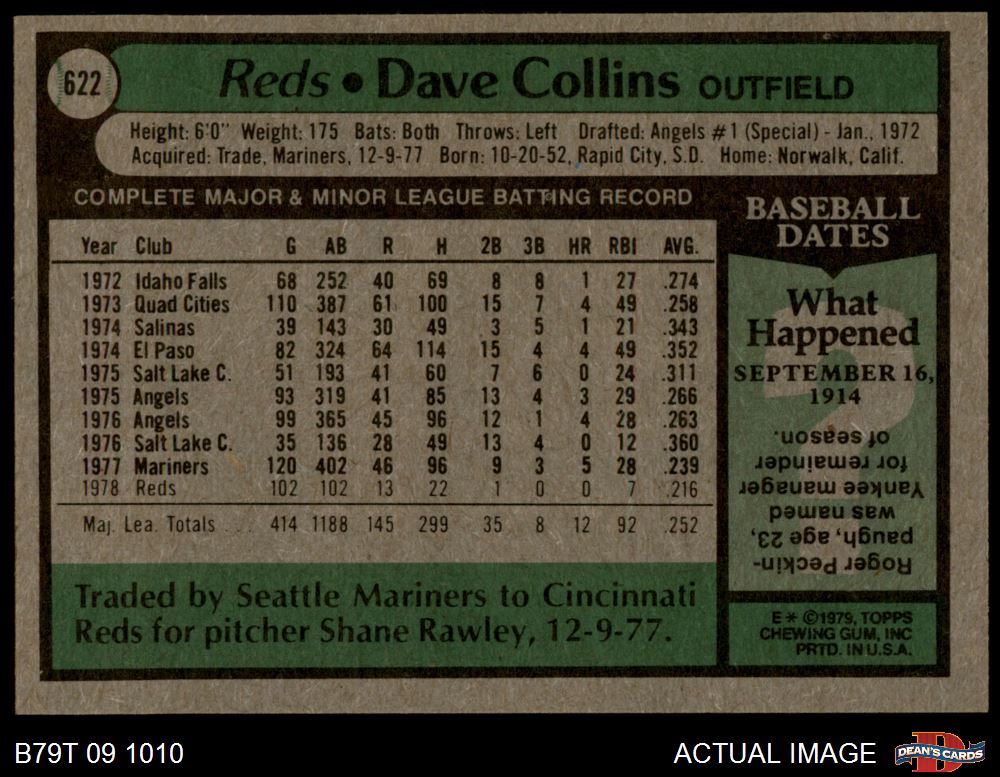 622
Reds • Dave Collins OUTFIELD
Height: 6'0" Weight: 175 Bats: Both Throws: Left Drafted: Angels #1 (Special) - Jan., 1972
Acquired: Trade, Mariners, 12-9-77 Born: 10-20-52, Rapid City, S.D. Home: Norwalk, Calif.
COMPLETE MAJOR & MINOR LEAGUE BATTING RECORD
Year Club G AB R H 2B 3B HR RBI AVG.
1972 Idaho Falls 68 252 40 69 8 8 1 27 .274
1973 Quad Cities 110 387 61 100 15 7 4 49 .258
1974 Salinas 39 143 30 49 3 5 1 21 .343
1974 El Paso 82 324 64 114 15 4 4 49 .352
1975 Salt Lake C. 51 193 41 60 7 6 0 24 .311
1975 Angels 93 319 41 85 13 4 3 29 .266
1976 Angels 99 365 45 96 12 1 4 28 .263
1976 Salt Lake C. 35 136 28 49 13 4 0 12 .360
1977 Mariners 120 402 46 96 9 3 5 28 .239
1978 Reds 102 102 13 22 1 0 0 7 .216
Maj. Lea. Totals . . . 414 1188 145 299 35 8 12 92 .252
Traded by Seattle Mariners to Cincinnati
Reds for pitcher Shane Rawley, 12-9-77.
BASEBALL
DATES
What
Happened
SEPTEMBER 16,
1914
Roger Peckin-
paugh, age 23,
was named
Yankee manager
for remainder
of season.
E * ©1979, TOPPS
CHEWING GUM, INC
PRTD. IN U.S.A.
B79T 09 1010
ACTUAL IMAGE
DEAN'S CARDS